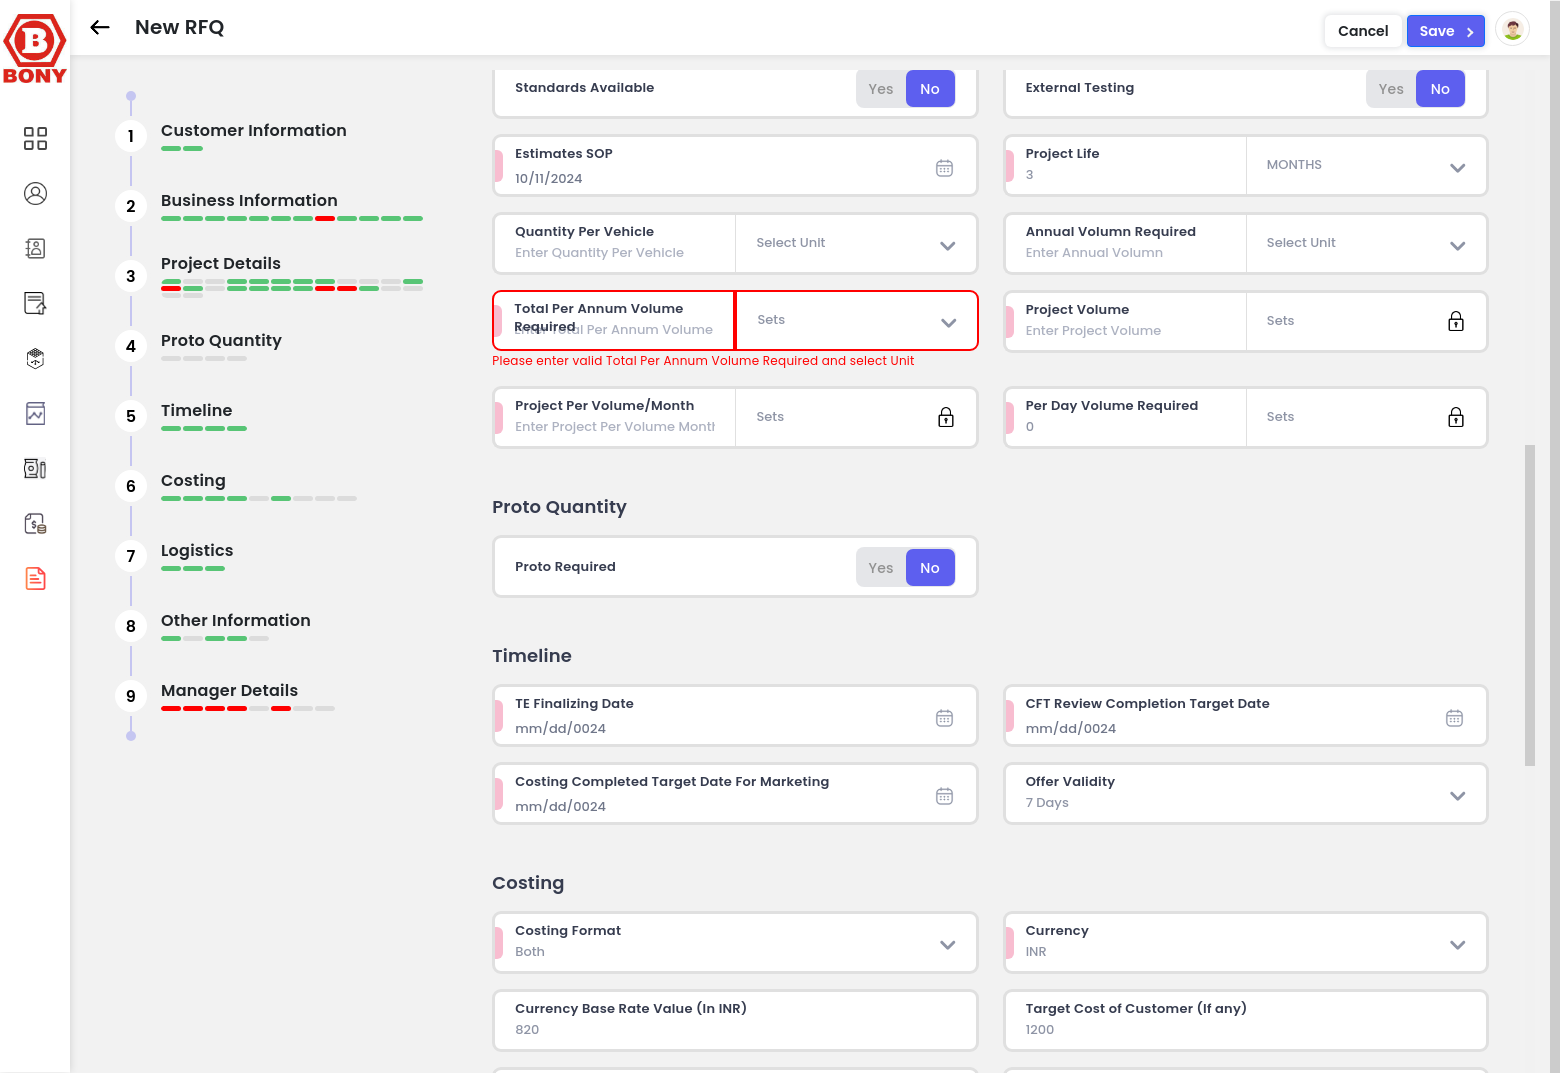 B
BONY
New RFQ
Cancel
Save
1
Customer Information
2
Business Information
3
Project Details
4
Proto Quantity
5
Timeline
6
Costing
7
Logistics
8
Other Information
9
Manager Details
Standards Available
Yes
No
External Testing
Yes
No
Estimates SOP
10/11/2024
Project Life
3
MONTHS
Quantity Per Vehicle
Enter Quantity Per Vehicle
Select Unit
Annual Volumn Required
Enter Annual Volumn
Select Unit
Total Per Annum Volume
Required
Enter Total Per Annum Volume
Sets
Project Volume
Enter Project Volume
Sets
Please enter valid Total Per Annum Volume Required and select Unit
Project Per Volume/Month
Enter Project Per Volume Month
Sets
Per Day Volume Required
0
Sets
Proto Quantity
Proto Required
Yes
No
Timeline
TE Finalizing Date
mm/dd/0024
CFT Review Completion Target Date
mm/dd/0024
Costing Completed Target Date For Marketing
mm/dd/0024
Offer Validity
7 Days
Costing
Costing Format
Both
Currency
INR
Currency Base Rate Value (In INR)
820
Target Cost of Customer (If any)
1200